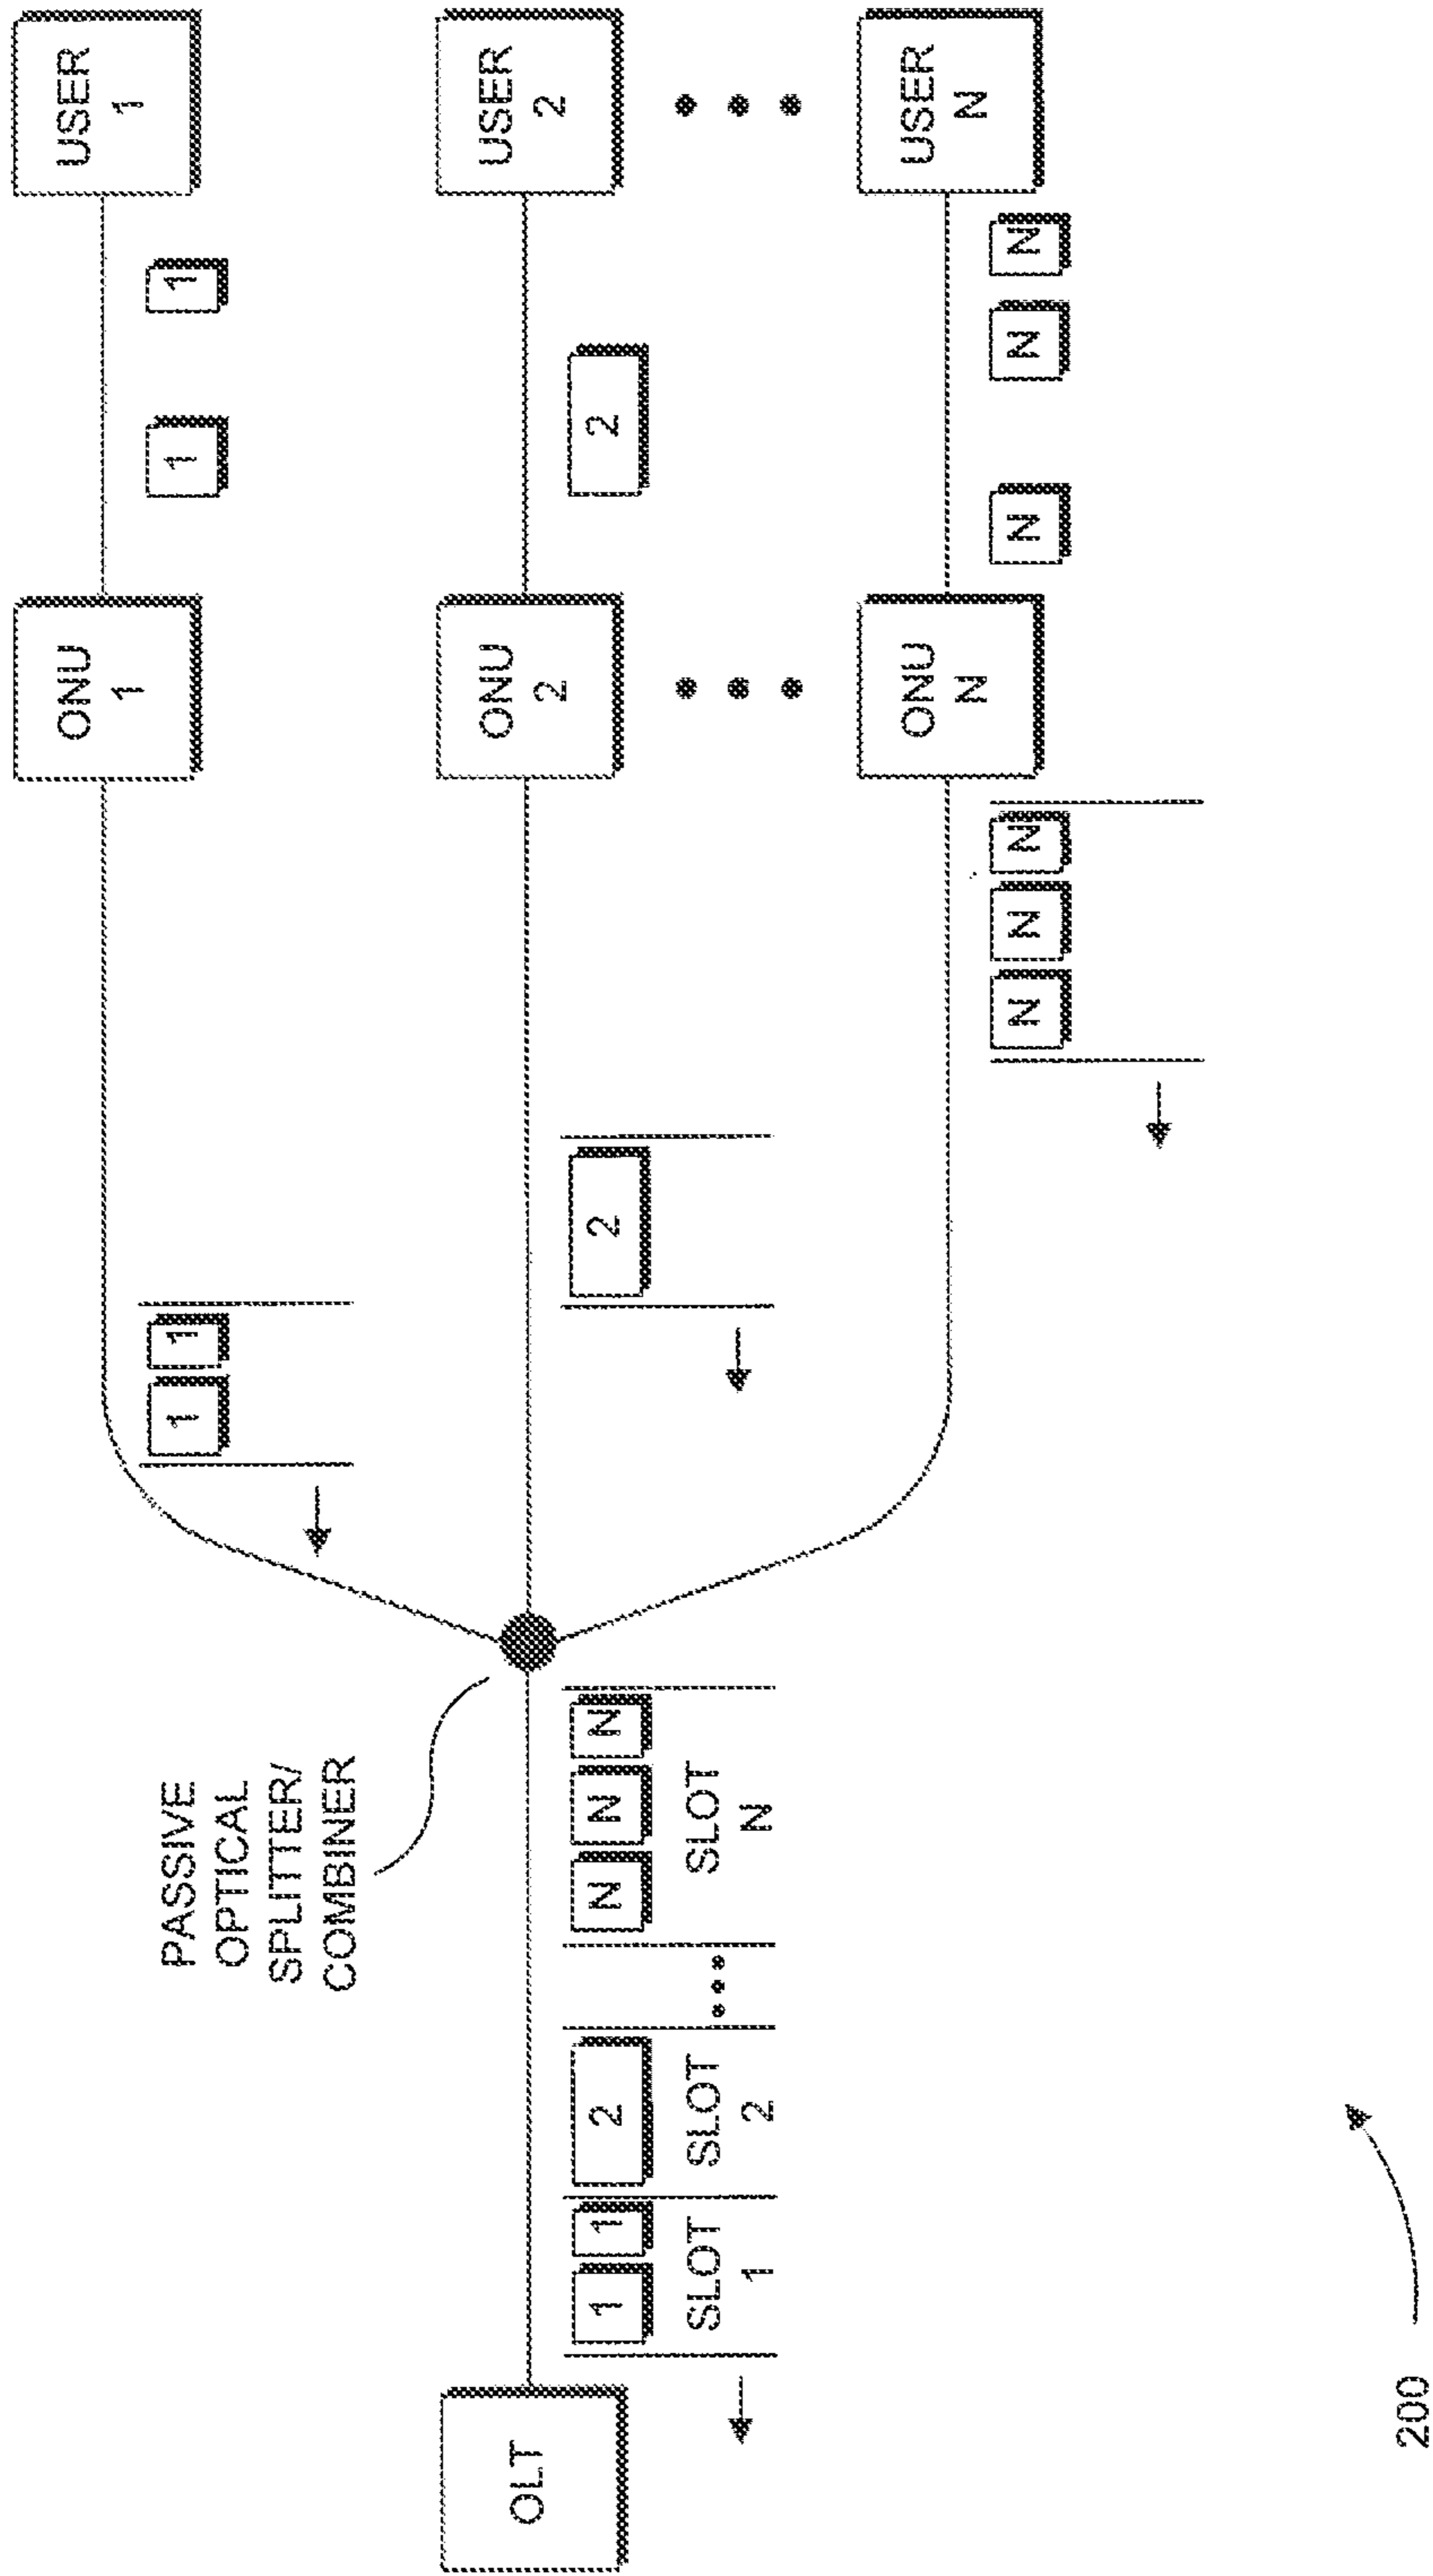 ONU
1
USER
1
1 1
1 1
PASSIVE
OPTICAL
SPLITTER/
COMBINER
OLT
ONU
2
USER
2
1 1
2
N N N
2
2
SLOT
1
SLOT
2
...
SLOT
N
ONU
N
USER
N
N N N
N N N
200